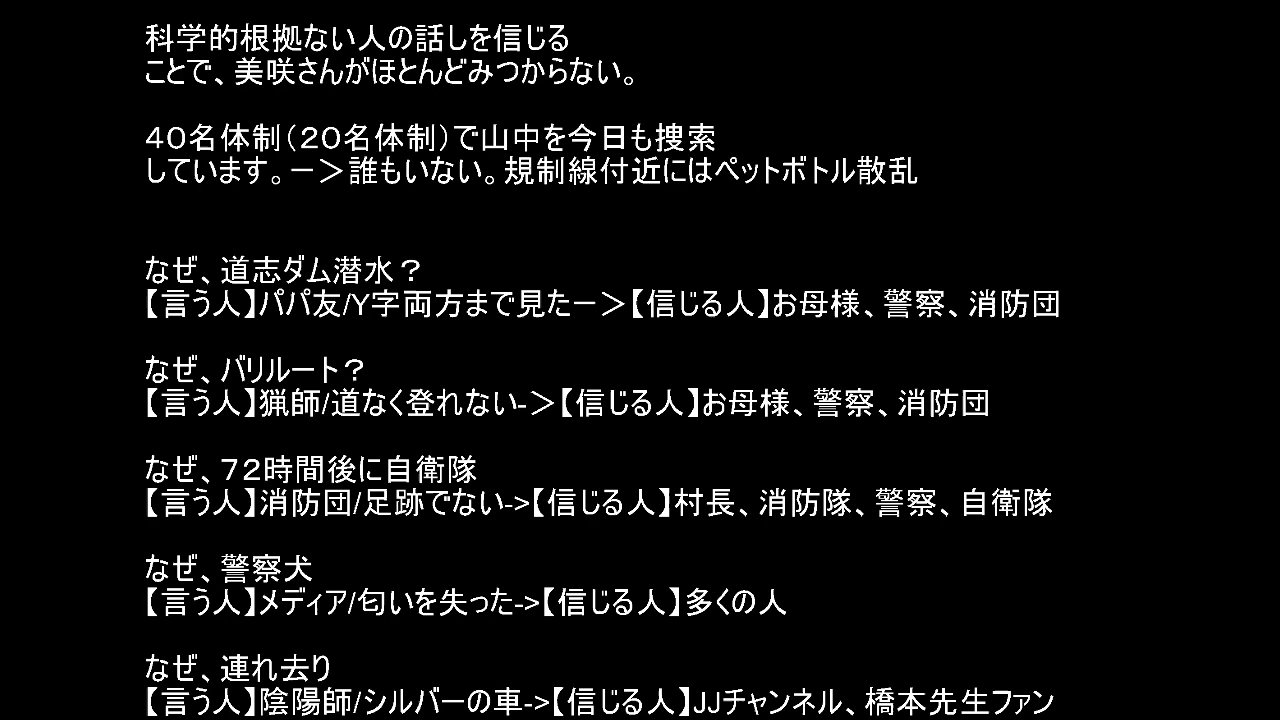 科学的根拠ない人の話しを信じる
ことで、美咲さんがほとんどみつからない。
４０名体制（２０名体制）で山中を今日も捜索
しています。ー＞誰もいない。規制線付近にはペットボトル散乱
なぜ、道志ダム潜水？
【言う人】パパ友/Y字両方まで見たー＞【信じる人】お母様、警察、消防団
なぜ、バリルート？
【言う人】猟師/道なく登れない-＞【信じる人】お母様、警察、消防団
なぜ、７２時間後に自衛隊
【言う人】消防団/足跡でない->【信じる人】村長、消防隊、警察、自衛隊
なぜ、警察犬
【言う人】メディア/匂いを失った->【信じる人】多くの人
なぜ、連れ去り
【言う人】陰陽師/シルバーの車->【信じる人】JJチャンネル、橋本先生ファン